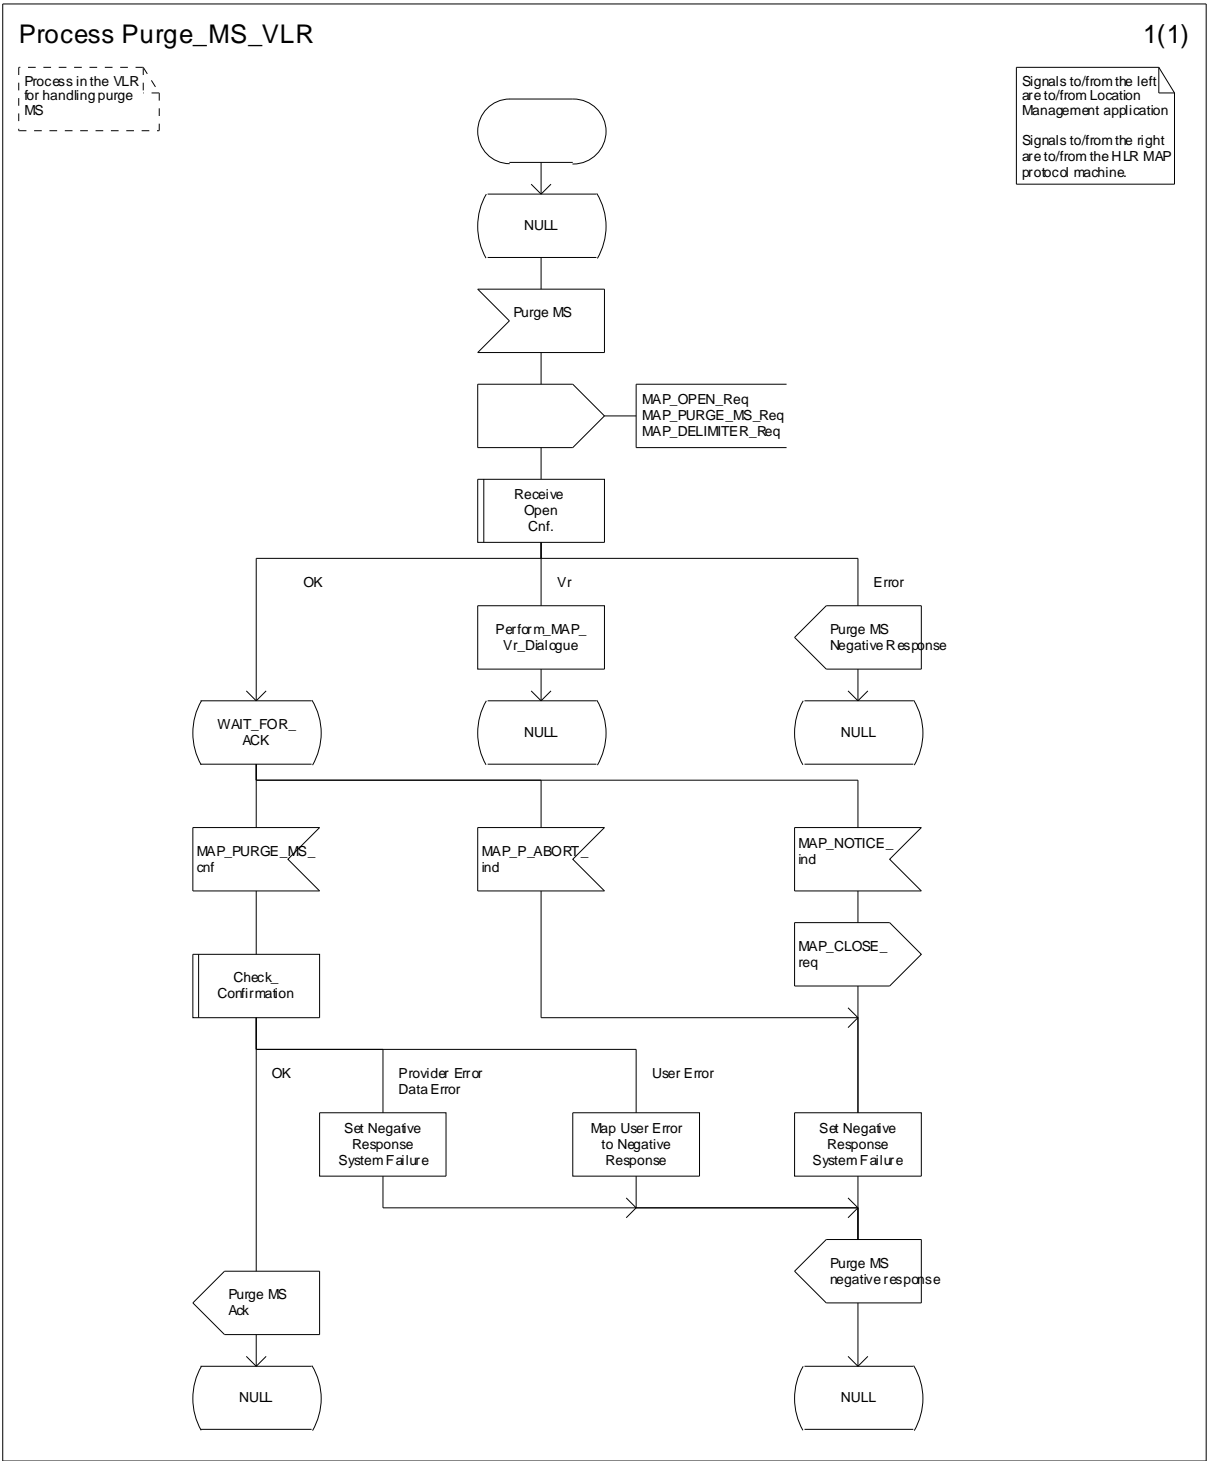 Process Purge_MS_VLR
1(1)
Process in the VLR
for handling purge
MS
Signals to/from the left
are to/from Location
Management application
Signals to/from the right
are to/from the HLR MAP
protocol machine.
NULL
Purge MS
MAP_OPEN_Req
MAP_PURGE_MS_Req
MAP_DELIMITER_Req
Receive
Open
Cnf.
OK
Vr
Error
Perform_MAP_
Vr_Dialogue
Purge MS
Negative Response
WAIT_FOR_
ACK
NULL
NULL
MAP_PURGE_MS_
cnf
MAP_P_ABORT_
ind
MAP_NOTICE_
ind
MAP_CLOSE_
req
Check_
Confirmation
OK
Provider Error
Data Error
User Error
Set Negative
Response
System Failure
Map User Error
to Negative
Response
Set Negative
Response
System Failure
Purge MS
negative response
Purge MS
Ack
NULL
NULL